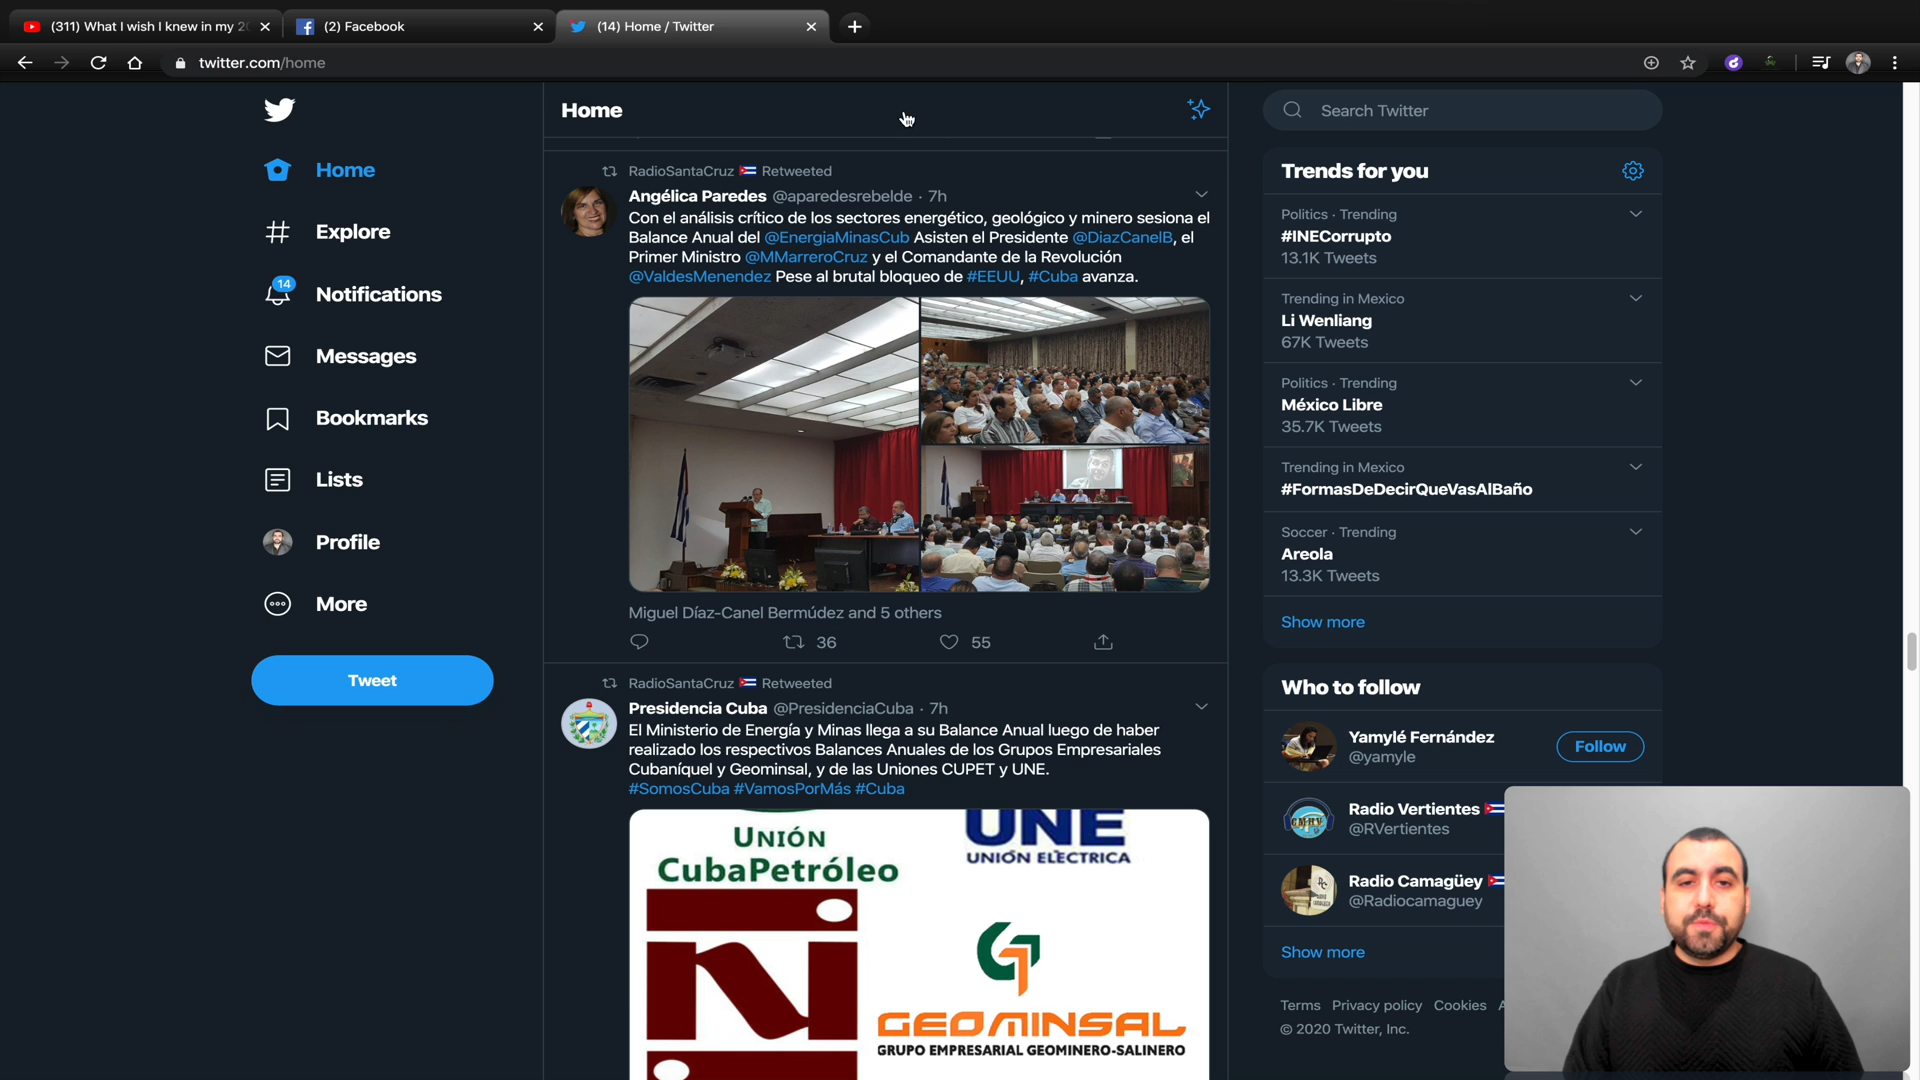 (311) What I wish I knew in my 20
(2) Facebook
(14) Home / Twitter
twitter.com/home
Home
Explore
14
Notifications
Messages
Bookmarks
Lists
Profile
More
Tweet
Home
RadioSantaCruz 🇨🇺 Retweeted
Angélica Paredes @aparedesrebelde · 7h
Con el análisis crítico de los sectores energético, geológico y minero sesiona el
Balance Anual del @EnergiaMinasCub Asisten el Presidente @DiazCanelB, el
Primer Ministro @MMarreroCruz y el Comandante de la Revolución
@ValdesMenendez Pese al brutal bloqueo de #EEUU, #Cuba avanza.
Miguel Díaz-Canel Bermúdez and 5 others
36
55
RadioSantaCruz 🇨🇺 Retweeted
Presidencia Cuba @PresidenciaCuba · 7h
El Ministerio de Energía y Minas llega a su Balance Anual luego de haber
realizado los respectivos Balances Anuales de los Grupos Empresariales
Cubaníquel y Geominsal, y de las Uniones CUPET y UNE.
#SomosCuba #VamosPorMás #Cuba
UNIÓN
CubaPetróleo
UNE
UNIÓN ELECTRICA
GEOMINSAL
GRUPO EMPRESARIAL GEOMINERO-SALINERO
Search Twitter
Trends for you
Politics · Trending
#INECorrupto
13.1K Tweets
Trending in Mexico
Li Wenliang
67K Tweets
Politics · Trending
México Libre
35.7K Tweets
Trending in Mexico
#FormasDeDecirQueVasAlBaño
Soccer · Trending
Areola
13.3K Tweets
Show more
Who to follow
Yamylé Fernández
@yamyle
Follow
Radio Vertientes 🇨🇺
@RVertientes
Radio Camagüey 🇨🇺
@Radiocamaguey
Show more
Terms Privacy policy Cookies
© 2020 Twitter, Inc.